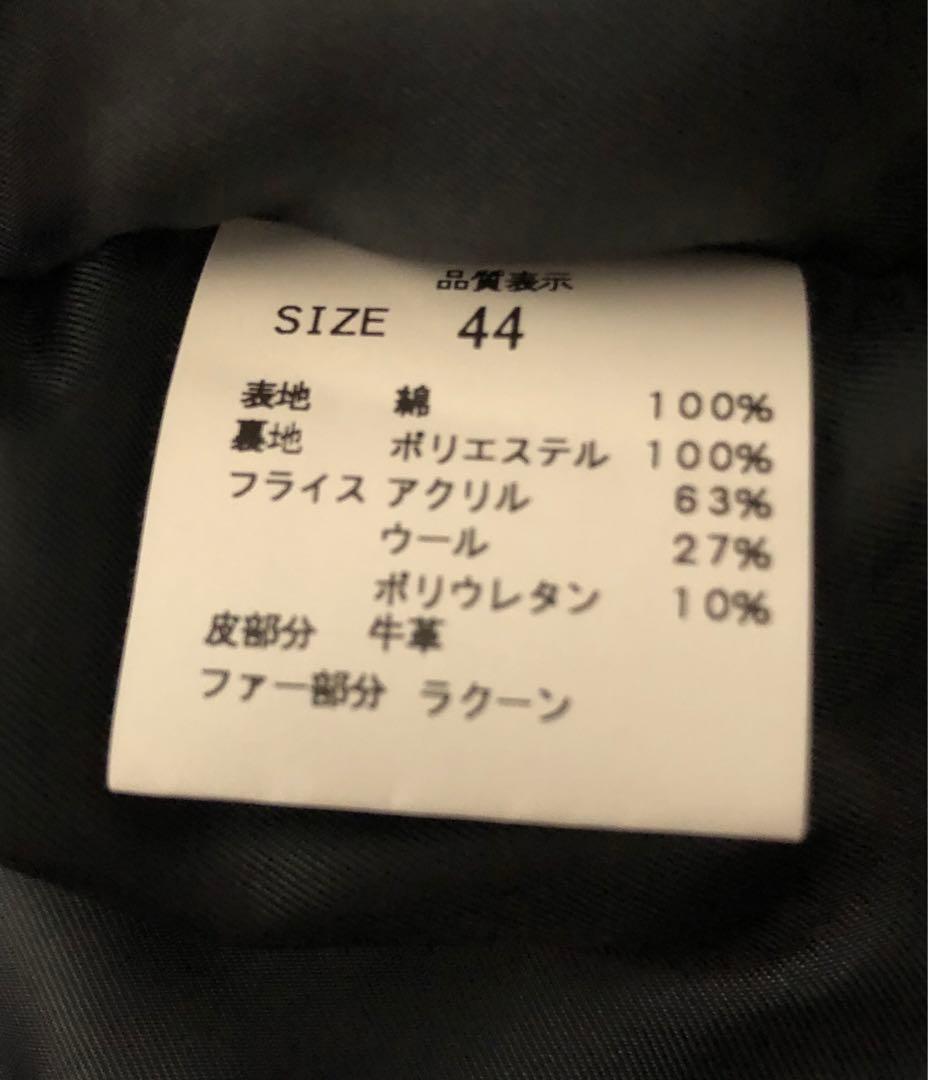 品質表示
SIZE 44
表地 綿 100%
裏地 ポリエステル 100%
フライス アクリル 63%
ウール 27%
ポリウレタン 10%
皮部分 牛革
ファー部分 ラクーン